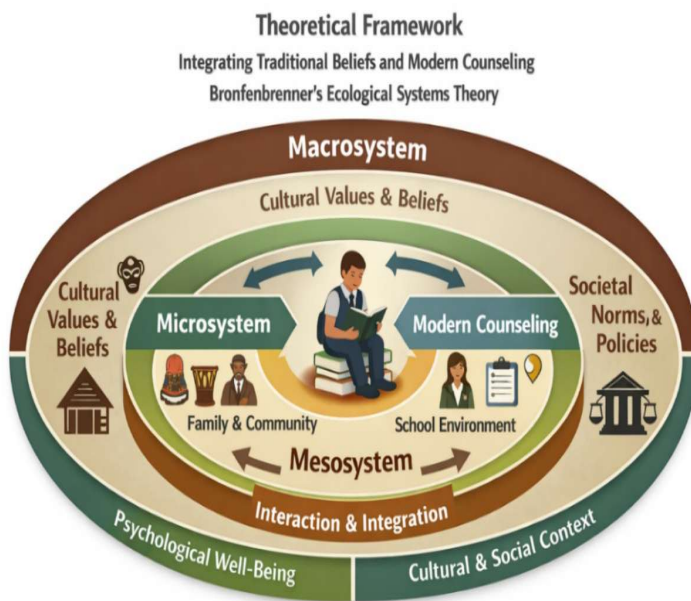 Theoretical Framework
Integrating Traditional Beliefs and Modern Counseling
Bronfenbrenner's Ecological Systems Theory
Macrosystem
Cultural Values & Beliefs
Cultural
Values &
Beliefs
Societal
Norms, &
Policies
Microsystem
Modern Counseling
Family & Community
School Environment
Mesosystem
Interaction & Integration
Psychological Well-Being
Cultural & Social Context